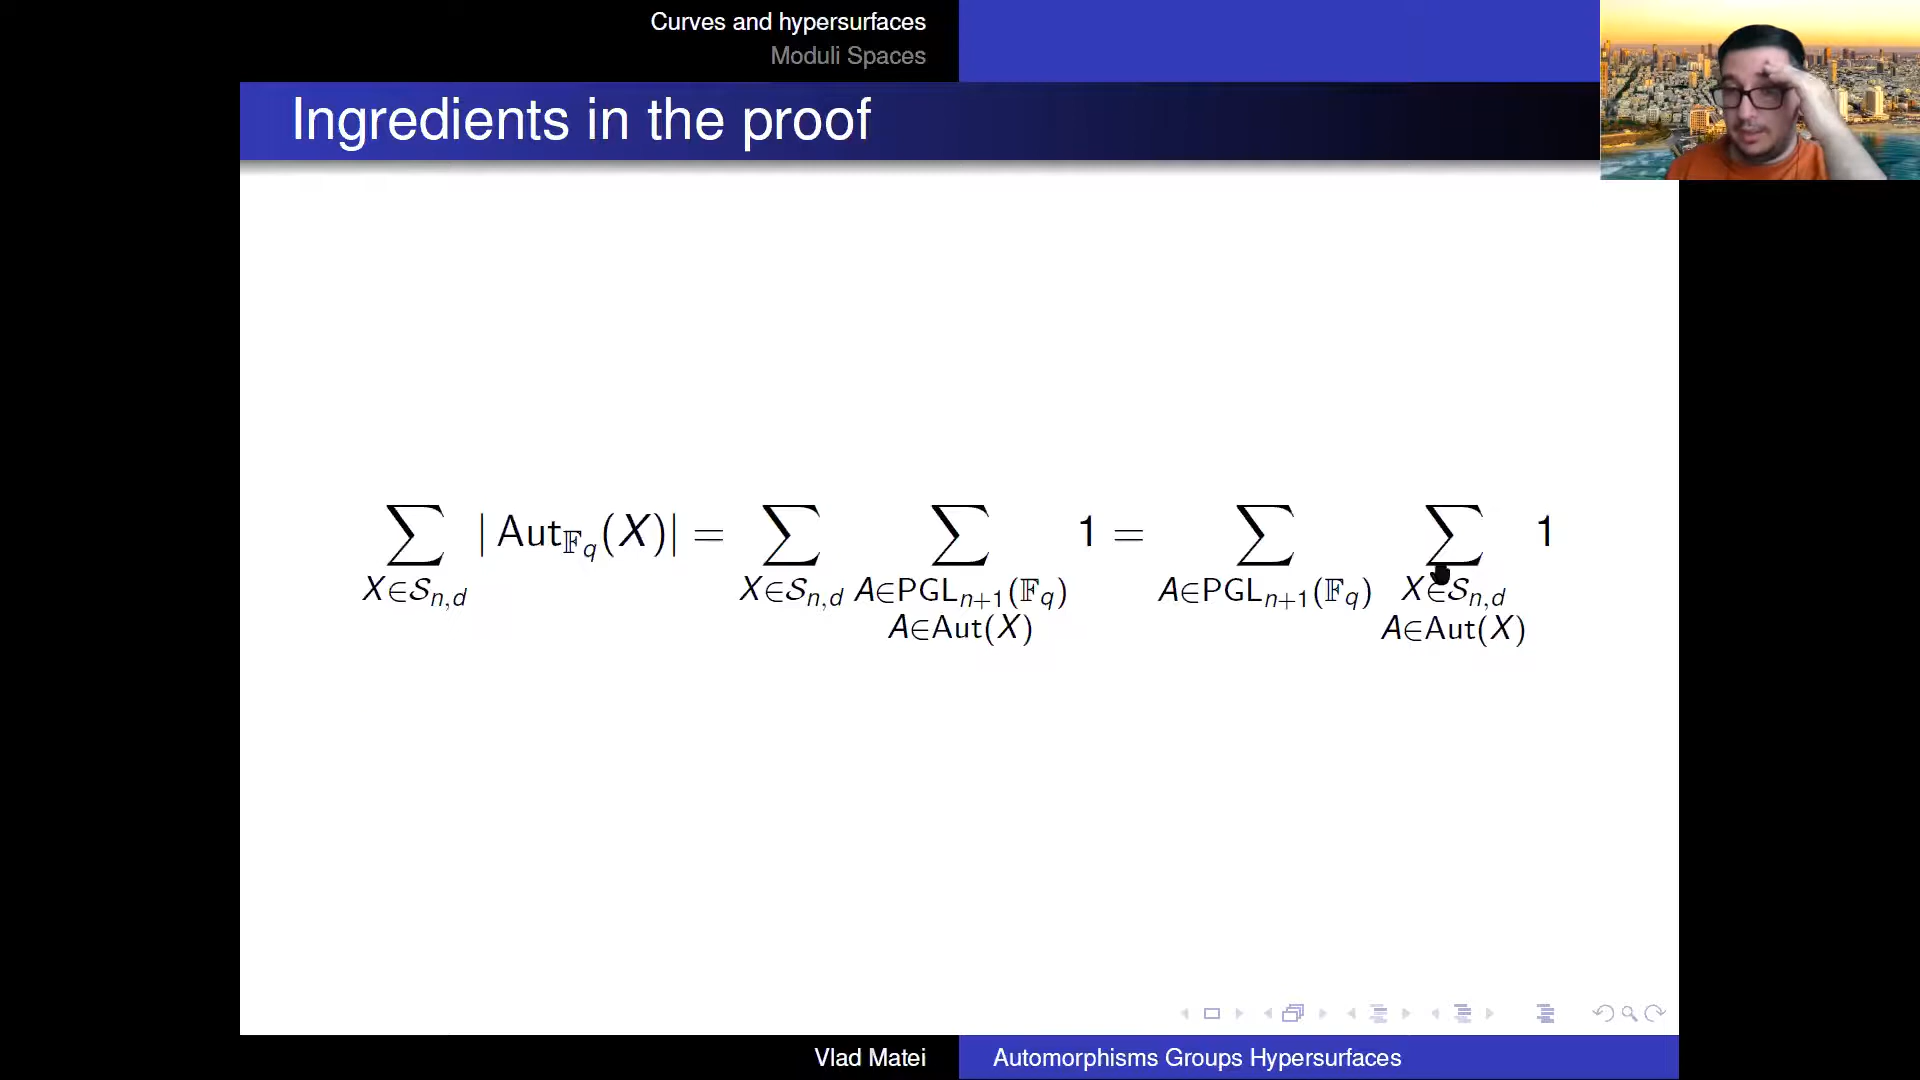 Curves and hypersurfaces
Moduli Spaces
Ingredients in the proof
∑_{X∈𝒮_{n,d}} | Aut_{𝔽_q}(X)| = ∑_{X∈𝒮_{n,d}} ∑_{A∈PGL_{n+1}(𝔽_q) A∈Aut(X)} 1 = ∑_{A∈PGL_{n+1}(𝔽_q)} ∑_{X∈𝒮_{n,d} A∈Aut(X)} 1
Vlad Matei
Automorphisms Groups Hypersurfaces